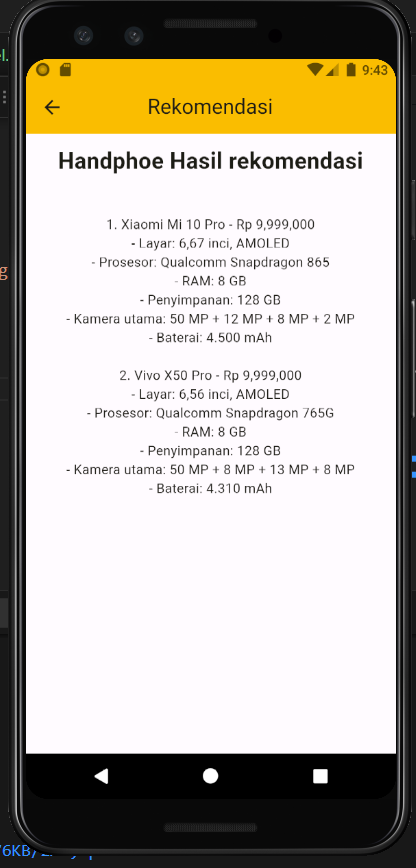 9:43
Rekomendasi
Handphoe Hasil rekomendasi
1. Xiaomi Mi 10 Pro - Rp 9,999,000
- Layar: 6,67 inci, AMOLED
- Prosesor: Qualcomm Snapdragon 865
- RAM: 8 GB
- Penyimpanan: 128 GB
- Kamera utama: 50 MP + 12 MP + 8 MP + 2 MP
- Baterai: 4.500 mAh
2. Vivo X50 Pro - Rp 9,999,000
- Layar: 6,56 inci, AMOLED
- Prosesor: Qualcomm Snapdragon 765G
- RAM: 8 GB
- Penyimpanan: 128 GB
- Kamera utama: 50 MP + 8 MP + 13 MP + 8 MP
- Baterai: 4.310 mAh